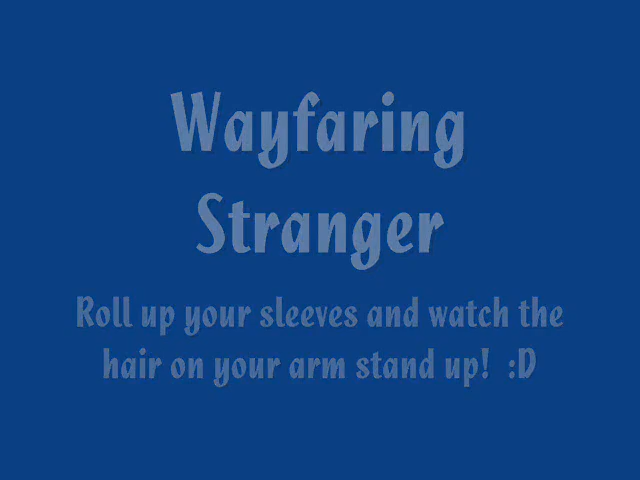 Wayfaring
Stranger
Roll up your sleeves and watch the
hair on your arm stand up!  :D